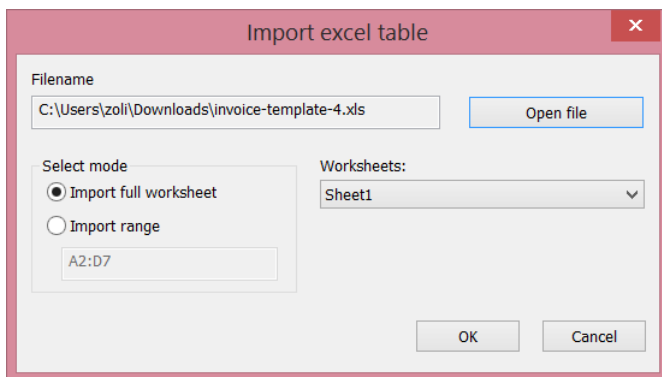 Import excel table
Filename
C:\Users\zoli\Downloads\invoice-template-4.xls
Open file
Select mode
Import full worksheet
Import range
A2:D7
Worksheets:
Sheet1
OK
Cancel